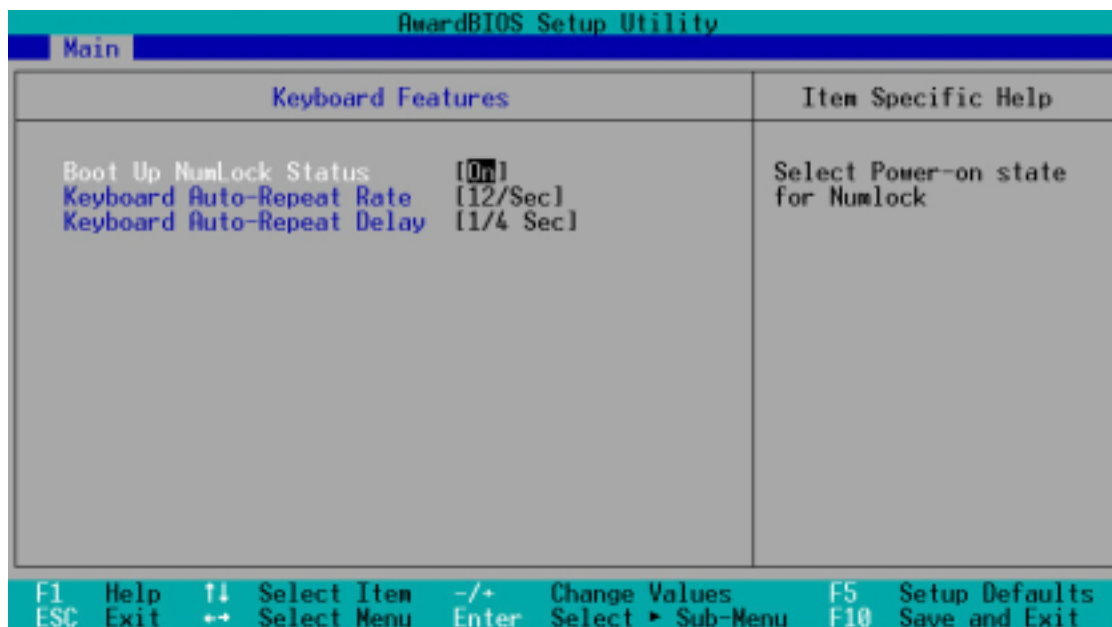 AwardBIOS Setup Utility
Main
Keyboard Features
Item Specific Help
Boot Up NumLock Status [On]
Keyboard Auto-Repeat Rate [12/Sec]
Keyboard Auto-Repeat Delay [1/4 Sec]
Select Power-on state
for Numlock
F1 Help ↑↓ Select Item -/+ Change Values F5 Setup Defaults
ESC Exit ←→ Select Menu Enter Select ► Sub-Menu F10 Save and Exit